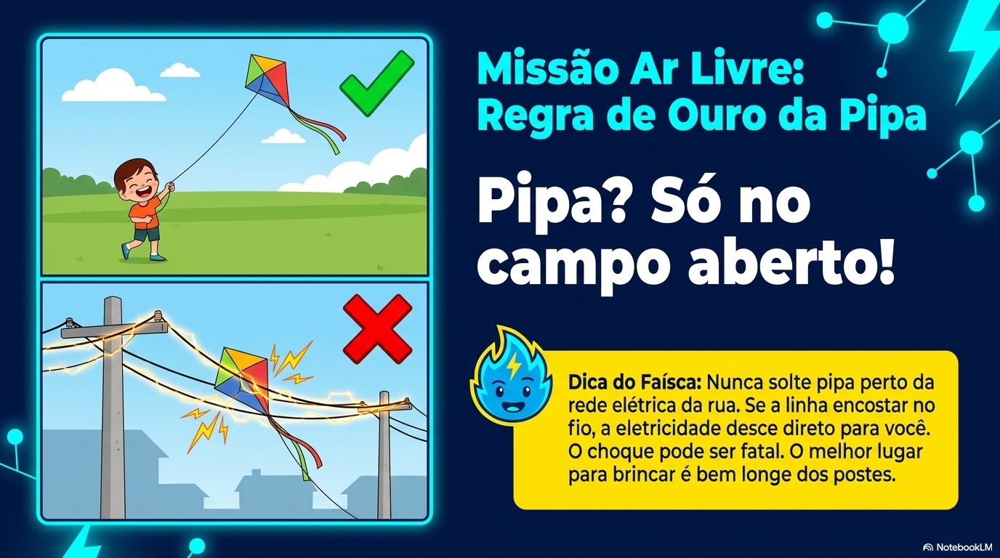 Missão Ar Livre:
Regra de Ouro da Pipa
Pipa? Só no
campo aberto!
Dica do Faísca: Nunca solte pipa perto da
rede elétrica da rua. Se a linha encostar no
fio, a eletricidade desce direto para você.
O choque pode ser fatal. O melhor lugar
para brincar é bem longe dos postes.
NotebookLM